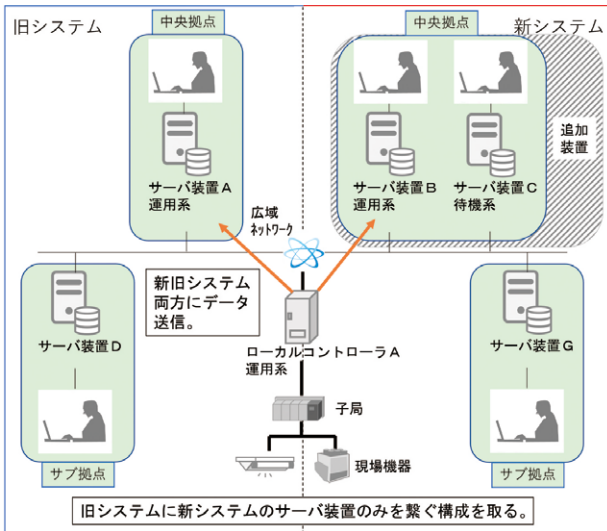 旧システム
中央拠点
中央拠点
新システム
追加
装置
サーバ装置A
運用系
サーバ装置B
運用系
サーバ装置C
待機系
広域
ネットワーク
新旧システム
両方にデータ
送信。
サーバ装置D
ローカルコントローラA
運用系
サーバ装置G
子局
現場機器
サブ拠点
サブ拠点
旧システムに新システムのサーバ装置のみを繋ぐ構成を取る。